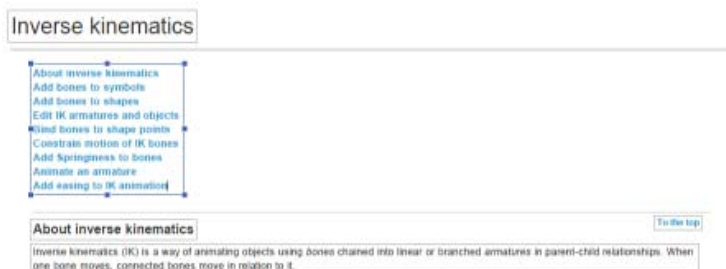 Inverse kinematics
About inverse kinematics
Add bones to symbols
Add bones to shapes
Edit IK armatures and objects
Bind bones to shape points
Constrain motion of IK bones
Add Springiness to bones
Animate an armature
Add easing to IK animation
To the top
About inverse kinematics
Inverse kinematics (IK) is a way of animating objects using bones chained into linear or branched armatures in parent-child relationships. When
one bone moves, connected bones move in relation to it.